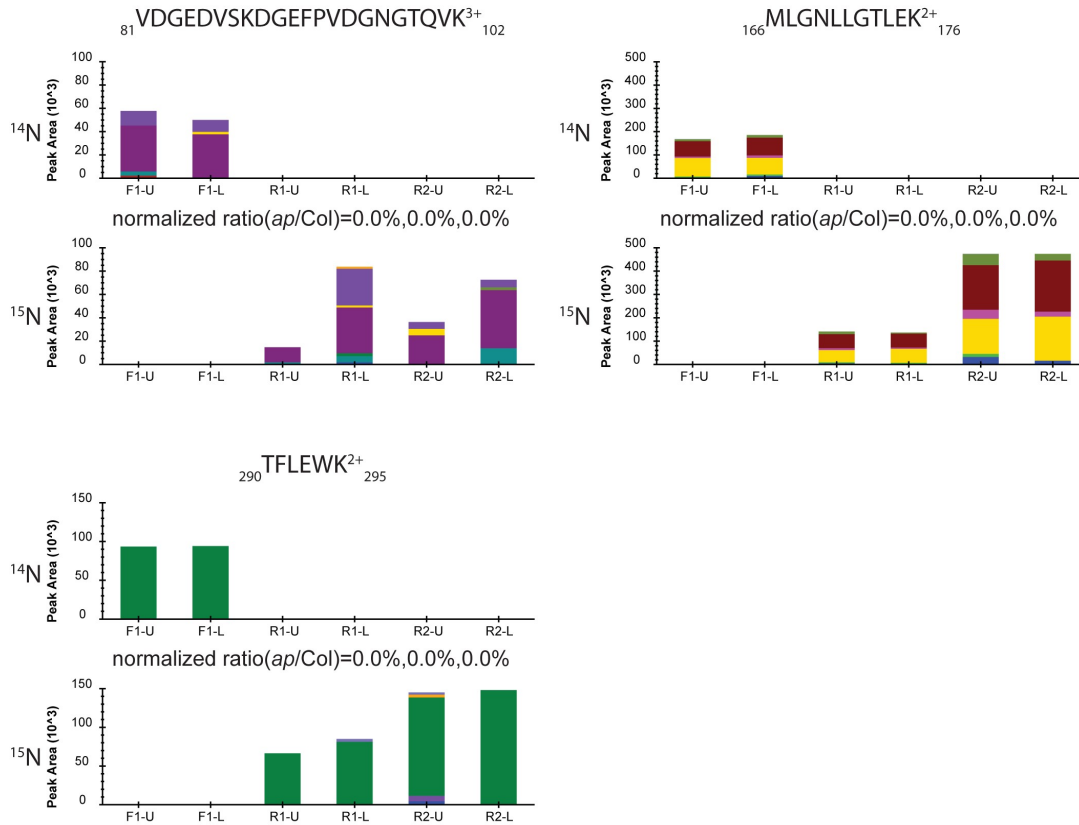 81VDGEDVSKDGEFPVDGNGTQVK3+102
Peak Area (10^3)
14N
100
80
60
40
20
0
F1-U F1-L R1-U R1-L R2-U R2-L
normalized ratio(ap/Col)=0.0%,0.0%,0.0%
Peak Area (10^3)
15N
100
80
60
40
20
0
F1-U F1-L R1-U R1-L R2-U R2-L
166MLGNLLGTLEK2+176
Peak Area (10^3)
14N
500
400
300
200
100
0
F1-U F1-L R1-U R1-L R2-U R2-L
normalized ratio(ap/Col)=0.0%,0.0%,0.0%
Peak Area (10^3)
15N
500
400
300
200
100
0
F1-U F1-L R1-U R1-L R2-U R2-L
290TFLEWK2+295
Peak Area (10^3)
14N
150
100
50
0
F1-U F1-L R1-U R1-L R2-U R2-L
normalized ratio(ap/Col)=0.0%,0.0%,0.0%
Peak Area (10^3)
15N
150
100
50
0
F1-U F1-L R1-U R1-L R2-U R2-L